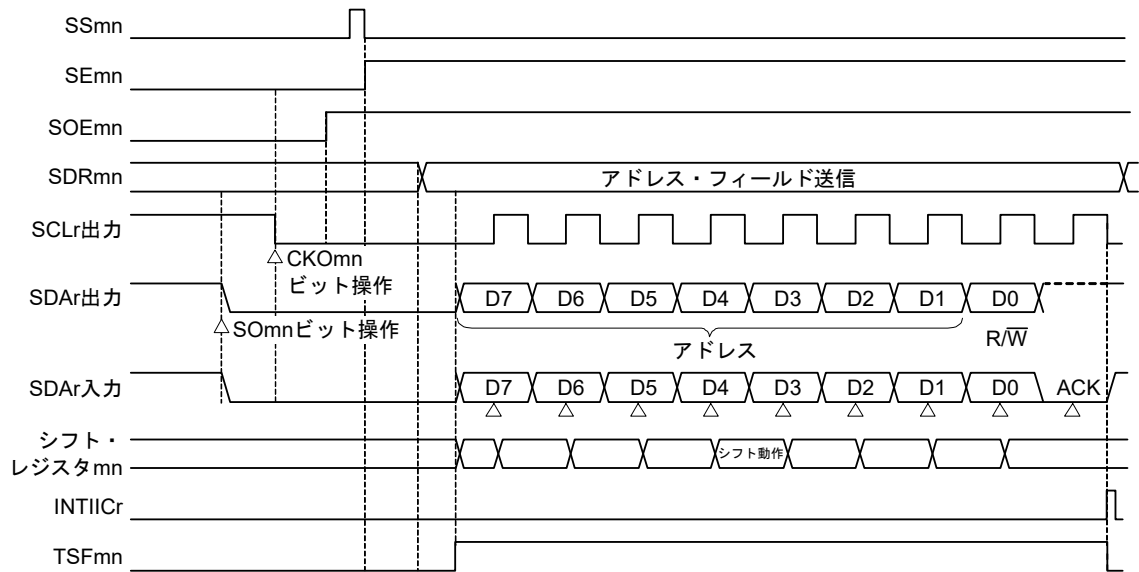 SSmn
SEmn
SOEmn
SDRmn
アドレス・フィールド送信
SCLr出力
CKOmn
ビット操作
SDAr出力
D7 D6 D5 D4 D3 D2 D1 D0
SOmnビット操作
アドレス
R/W̅
SDAr入力
D7 D6 D5 D4 D3 D2 D1 D0 ACK
シフト・
レジスタmn
シフト動作
INTIICr
TSFmn